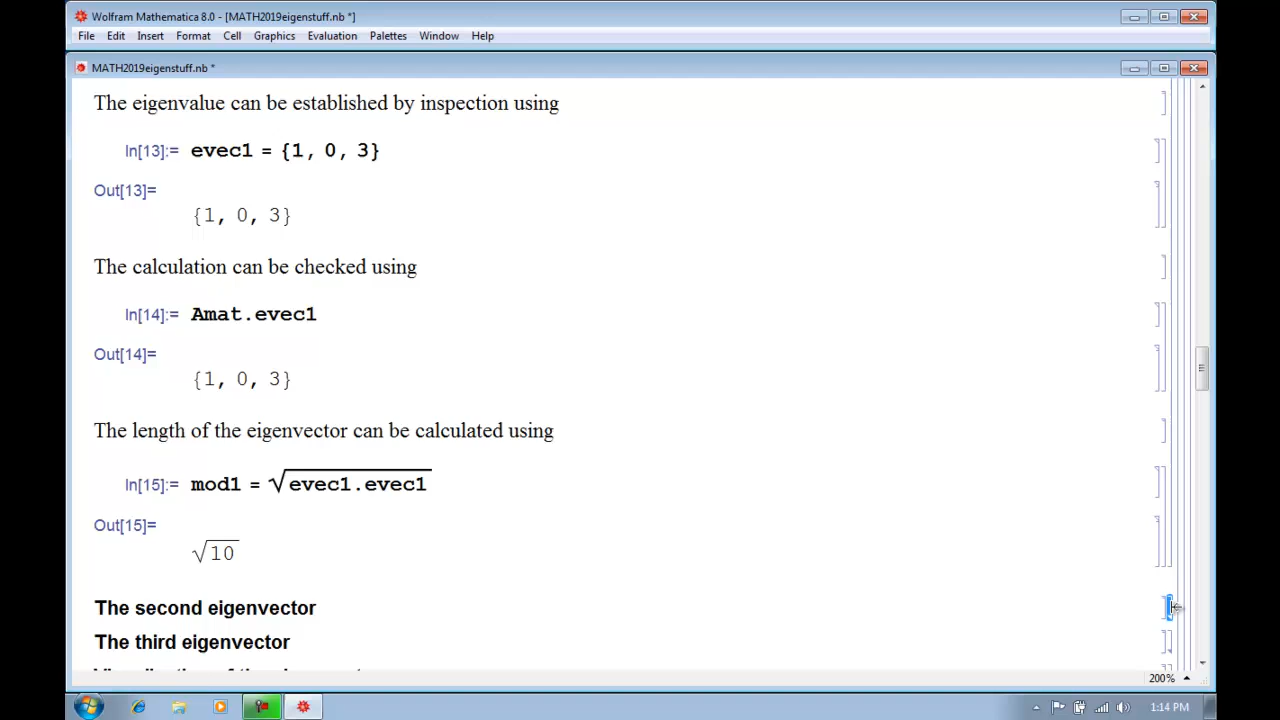 Wolfram Mathematica 8.0 - [MATH2019eigenstuff.nb *]
File Edit Insert Format Cell Graphics Evaluation Palettes Window Help
MATH2019eigenstuff.nb *
The eigenvalue can be established by inspection using
In[13]:= evec1 = {1, 0, 3}
Out[13]=
{1, 0, 3}
The calculation can be checked using
In[14]:= Amat.evec1
Out[14]=
{1, 0, 3}
The length of the eigenvector can be calculated using
In[15]:= mod1 = √evec1.evec1
Out[15]=
√10
The second eigenvector
The third eigenvector
200%
1:14 PM